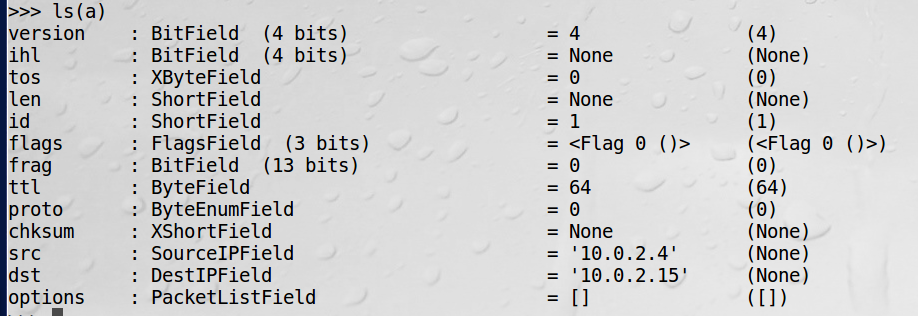 >>> ls(a)
version : BitField (4 bits) = 4 (4)
ihl : BitField (4 bits) = None (None)
tos : XByteField = 0 (0)
len : ShortField = None (None)
id : ShortField = 1 (1)
flags : FlagsField (3 bits) = <Flag 0 ()> (<Flag 0 ()>)
frag : BitField (13 bits) = 0 (0)
ttl : ByteField = 64 (64)
proto : ByteEnumField = 0 (0)
chksum : XShortField = None (None)
src : SourceIPField = '10.0.2.4' (None)
dst : DestIPField = '10.0.2.15' (None)
options : PacketListField = [] ([])
>>>